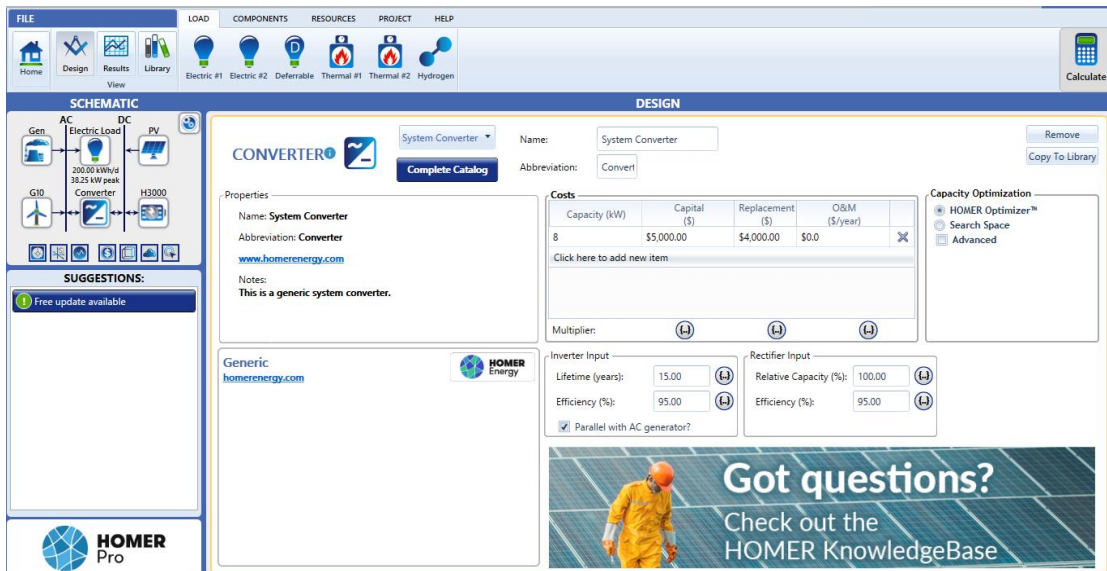 FILE
LOAD COMPONENTS RESOURCES PROJECT HELP
Home Design Results Library Electric #1 Electric #2 Deferrable Thermal #1 Thermal #2 Hydrogen Calculate
D
View
SCHEMATIC
AC DC
Gen Electric Load PV
200.00 kWh/d
38.25 kW peak
G10 Converter H3000
SUGGESTIONS:
Free update available
HOMER
Pro
DESIGN
CONVERTER
System Converter
Complete Catalog
Name: System Converter
Abbreviation: Convert
Remove
Copy To Library
Properties
Name: System Converter
Abbreviation: Converter
www.homerenergy.com
Notes:
This is a generic system converter.
Costs
Capacity (kW) Capital ($) Replacement ($) O&M ($/year)
8 $5,000.00 $4,000.00 $0.0
Click here to add new item
Multiplier: {..} {..} {..}
Capacity Optimization
HOMER Optimizer™
Search Space
Advanced
Generic
homerenergy.com
HOMER
Energy
Inverter Input
Lifetime (years): 15.00 {..}
Efficiency (%): 95.00 {..}
Parallel with AC generator?
Rectifier Input
Relative Capacity (%): 100.00 {..}
Efficiency (%): 95.00 {..}
Got questions?
Check out the
HOMER KnowledgeBase